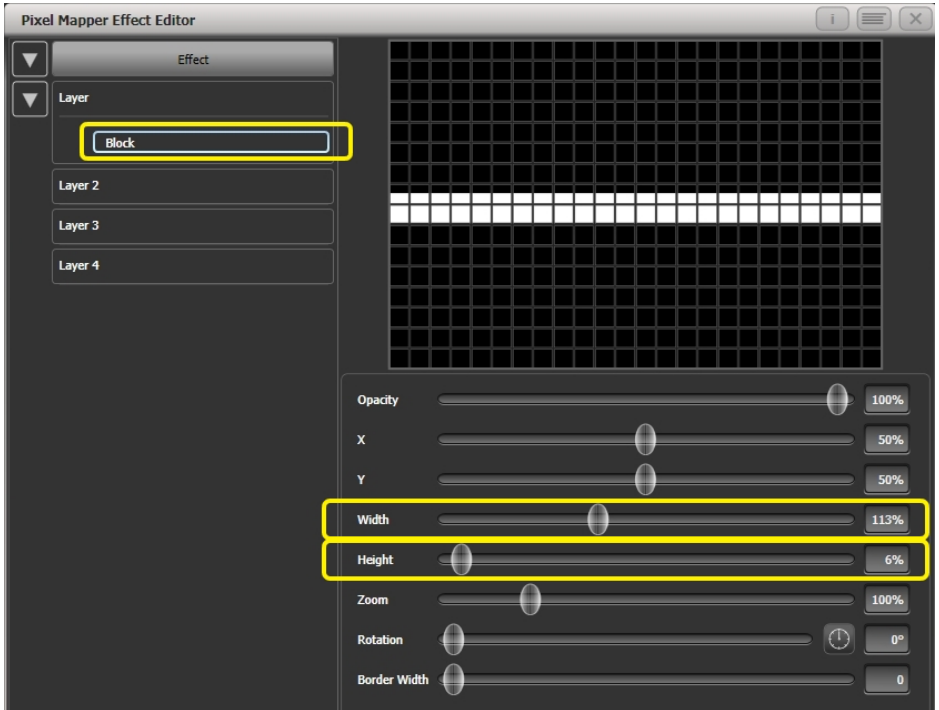 Pixel Mapper Effect Editor
i
Effect
Layer
Block
Layer 2
Layer 3
Layer 4
Opacity 100%
X 50%
Y 50%
Width 113%
Height 6%
Zoom 100%
Rotation 0°
Border Width 0